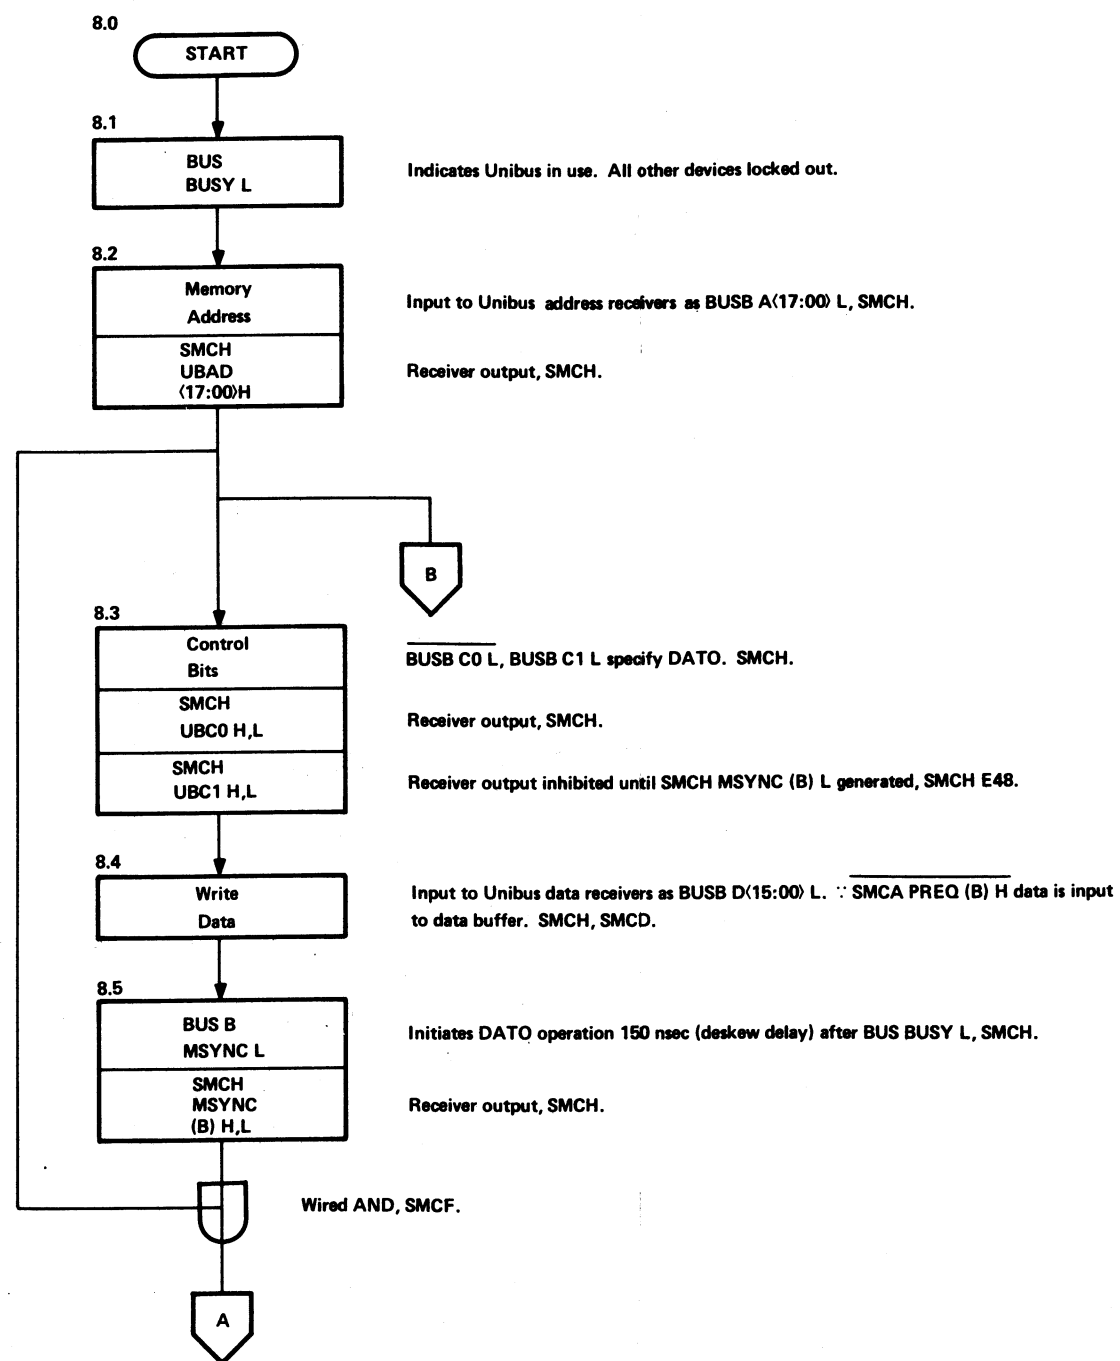 8.0
START
8.1
BUS
BUSY L
Indicates Unibus in use. All other devices locked out.
8.2
Memory
Address
Input to Unibus address receivers as BUSB A⟨17:00⟩ L, SMCH.
SMCH
UBAD
⟨17:00⟩H
Receiver output, SMCH.
B
8.3
Control
Bits
B̅U̅S̅B̅ ̅C̅0̅ ̅L̅, BUSB C1 L specify DATO. SMCH.
SMCH
UBC0 H,L
Receiver output, SMCH.
SMCH
UBC1 H,L
Receiver output inhibited until SMCH MSYNC (B) L generated, SMCH E48.
8.4
Write
Data
Input to Unibus data receivers as BUSB D⟨15:00⟩ L. ∵ S̅M̅C̅A̅ ̅P̅R̅E̅Q̅ ̅(̅B̅)̅ ̅H̅ data is input
to data buffer. SMCH, SMCD.
8.5
BUS B
MSYNC L
Initiates DATO operation 150 nsec (deskew delay) after BUS BUSY L, SMCH.
SMCH
MSYNC
(B) H,L
Receiver output, SMCH.
Wired AND, SMCF.
A